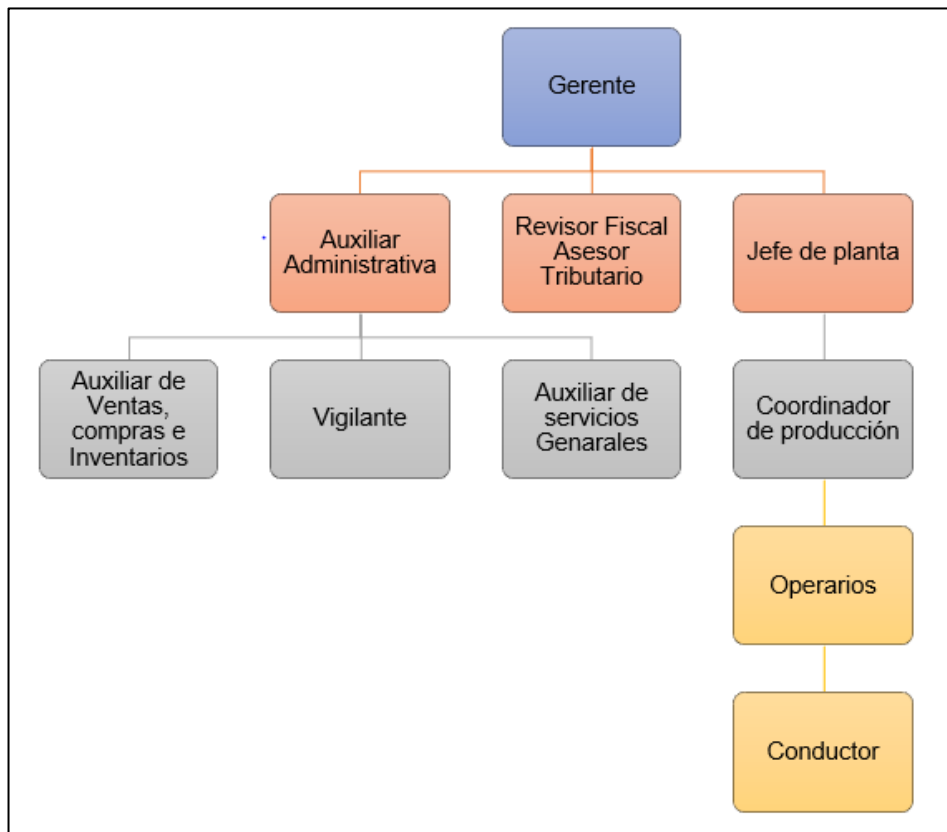 Gerente
Auxiliar
Administrativa
Revisor Fiscal
Asesor
Tributario
Jefe de planta
Auxiliar de
Ventas,
compras e
Inventarios
Vigilante
Auxiliar de
servicios
Genarales
Coordinador
de producción
Operarios
Conductor